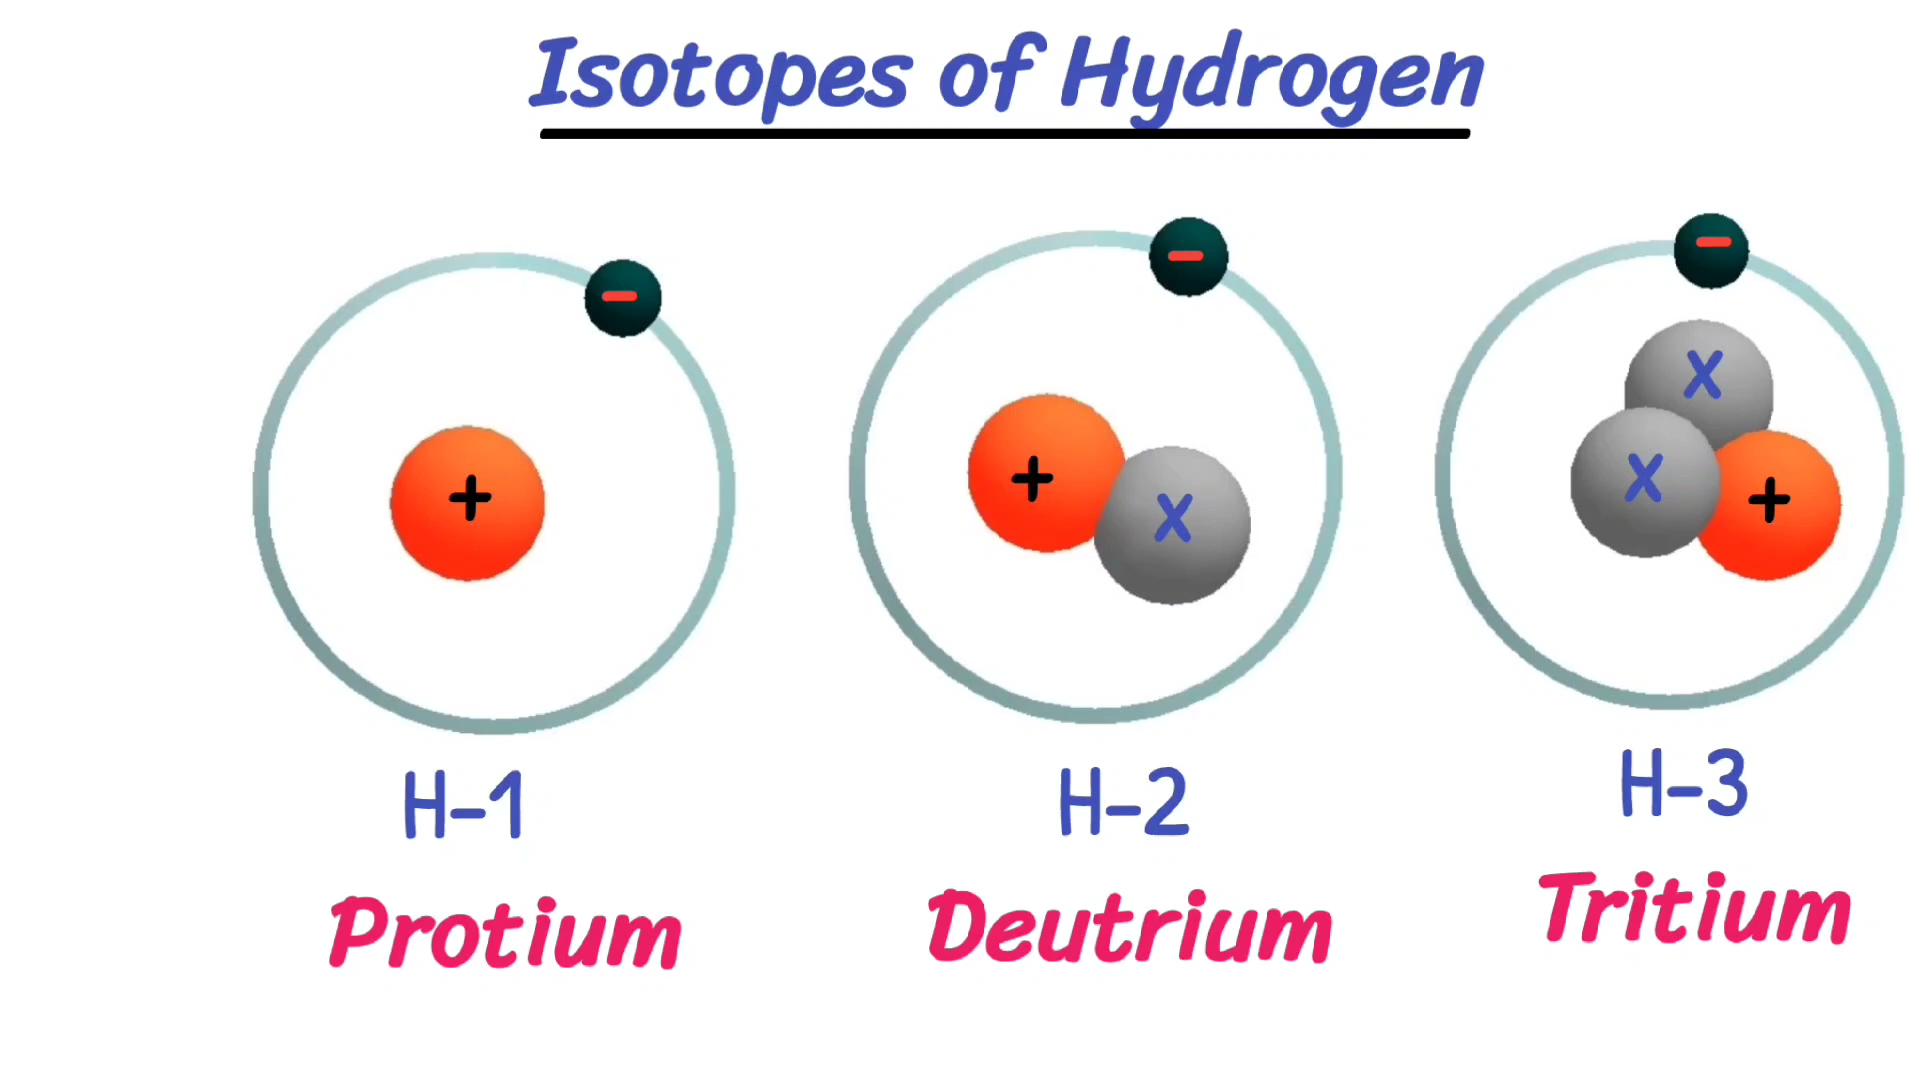 Isotopes of Hydrogen
−
−
−
+
+
X
X
X
+
H-1
H-2
H-3
Protium
Deutrium
Tritium